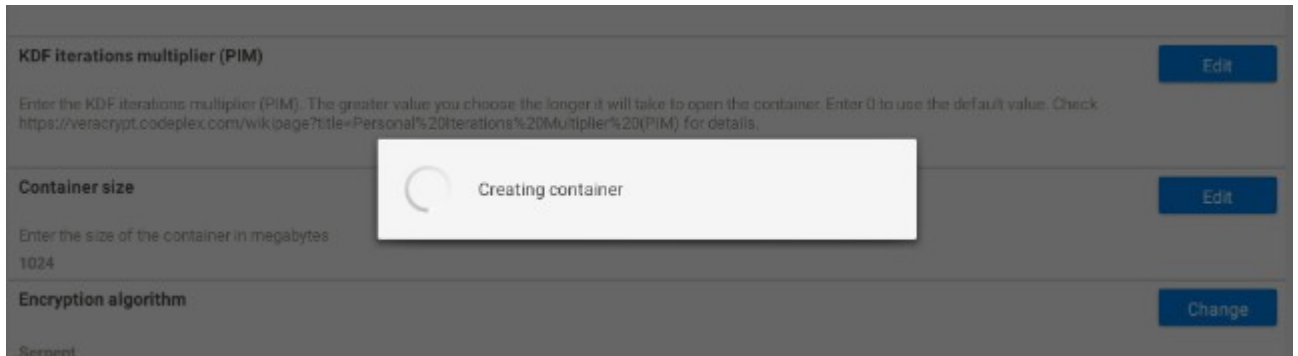 KDF iterations multiplier (PIM)
Edit
Enter the KDF iterations multiplier (PIM). The greater value you choose the longer it will take to open the container. Enter 0 to use the default value. Check
https://veracrypt.codeplex.com/wikipage?title=Personal%20Iterations%20Multiplier%20(PIM) for details.
Creating container
Container size
Edit
Enter the size of the container in megabytes
1024
Encryption algorithm
Change
Serpent